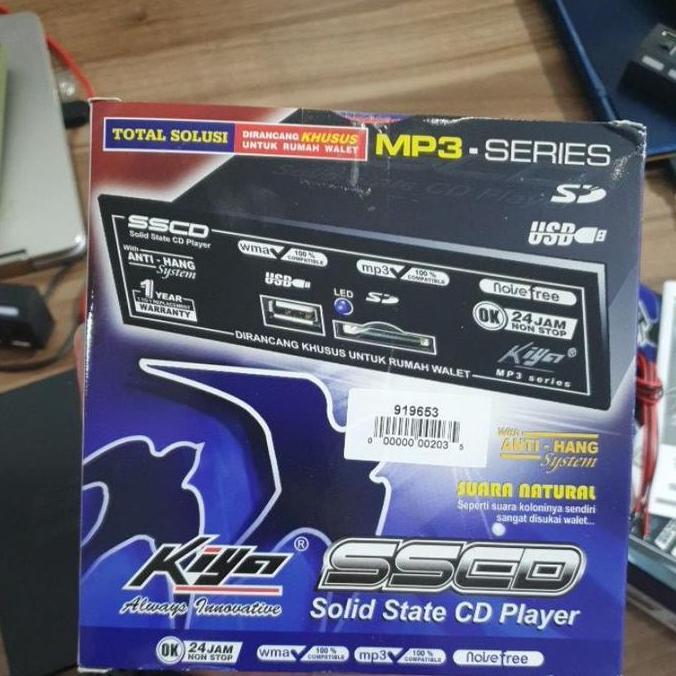 TOTAL SOLUSI
DIRANCANG KHUSUS
UNTUK RUMAH WALET
MP3 - SERIES
SD
USB
SSCD
Solid State CD Player
With
ANTI - HANG
System
1 YEAR
WARRANTY
wma 100 % COMPATIBLE
mp3 100 % COMPATIBLE
USB
LED
SD
noise free
OK 24 JAM
NON STOP
Kiyo ®
MP3 series
DIRANCANG KHUSUS UNTUK RUMAH WALET
919653
0 00000 00203 5
With
ANTI - HANG
System
SUARA NATURAL
Seperti suara koloninya sendiri
sangat disukai walet...
Kiyo ®
Always Innovative
SSCD
Solid State CD Player
OK 24 JAM
NON STOP
wma 100 % COMPATIBLE
mp3 100 % COMPATIBLE
noise free